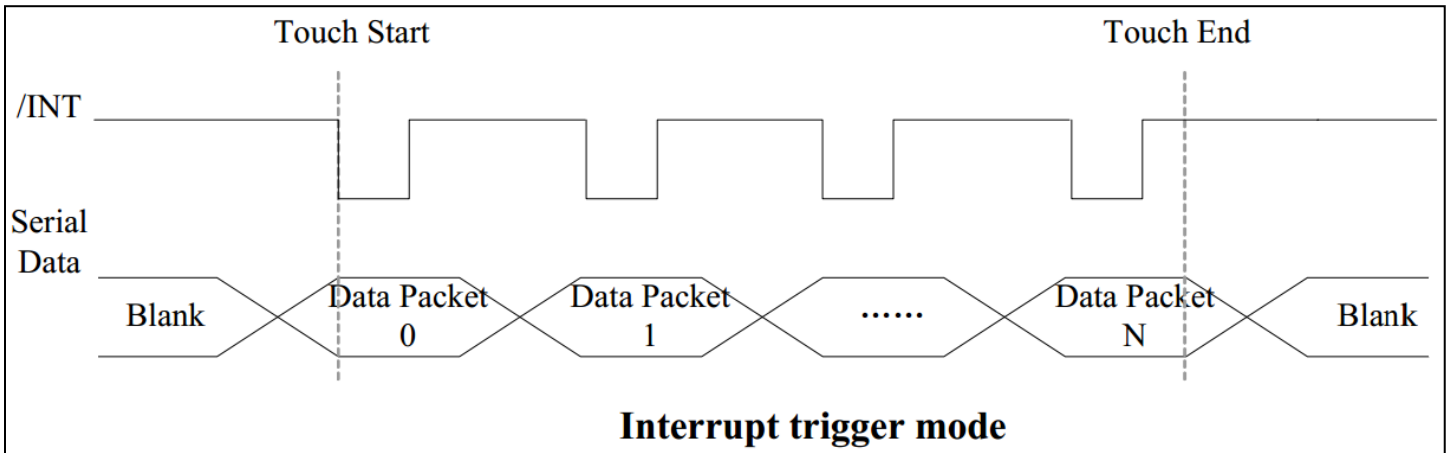 Touch Start
Touch End
/INT
Serial
Data
Blank
Data Packet
0
Data Packet
1
......
Data Packet
N
Blank
Interrupt trigger mode